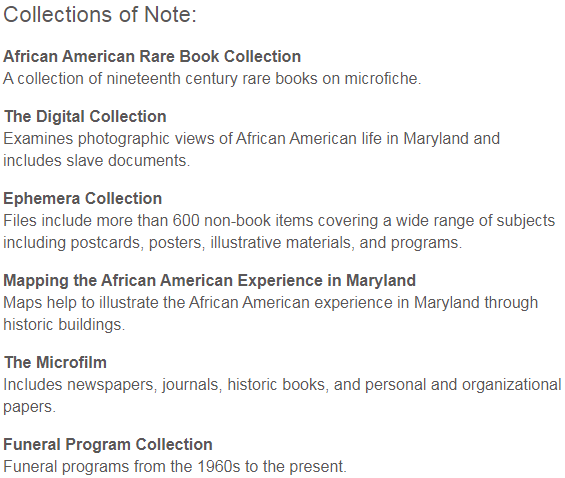 Collections of Note:
African American Rare Book Collection
A collection of nineteenth century rare books on microfiche.
The Digital Collection
Examines photographic views of African American life in Maryland and
includes slave documents.
Ephemera Collection
Files include more than 600 non-book items covering a wide range of subjects
including postcards, posters, illustrative materials, and programs.
Mapping the African American Experience in Maryland
Maps help to illustrate the African American experience in Maryland through
historic buildings.
The Microfilm
Includes newspapers, journals, historic books, and personal and organizational
papers.
Funeral Program Collection
Funeral programs from the 1960s to the present.